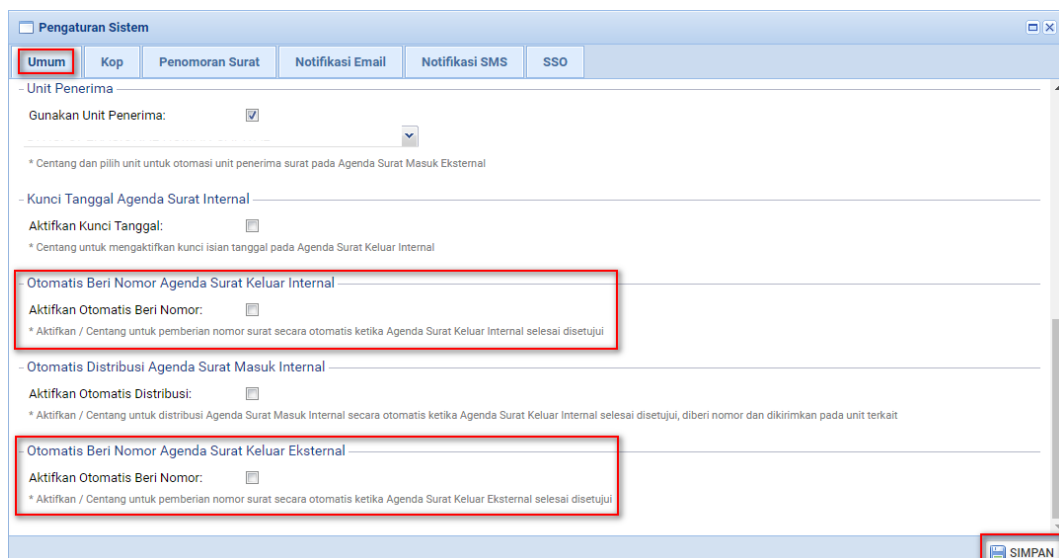 Pengaturan Sistem
Umum Kop Penomoran Surat Notifikasi Email Notifikasi SMS SSO
Unit Penerima
Gunakan Unit Penerima:
* Centang dan pilih unit untuk otomasi unit penerima surat pada Agenda Surat Masuk Eksternal
Kunci Tanggal Agenda Surat Internal
Aktifkan Kunci Tanggal:
* Centang untuk mengaktifkan kunci isian tanggal pada Agenda Surat Keluar Internal
Otomatis Beri Nomor Agenda Surat Keluar Internal
Aktifkan Otomatis Beri Nomor:
* Aktifkan / Centang untuk pemberian nomor surat secara otomatis ketika Agenda Surat Keluar Internal selesai disetujui
Otomatis Distribusi Agenda Surat Masuk Internal
Aktifkan Otomatis Distribusi:
* Aktifkan / Centang untuk distribusi Agenda Surat Masuk Internal secara otomatis ketika Agenda Surat Keluar Internal selesai disetujui, diberi nomor dan dikirimkan pada unit terkait
Otomatis Beri Nomor Agenda Surat Keluar Eksternal
Aktifkan Otomatis Beri Nomor:
* Aktifkan / Centang untuk pemberian nomor surat secara otomatis ketika Agenda Surat Keluar Eksternal selesai disetujui
SIMPAN